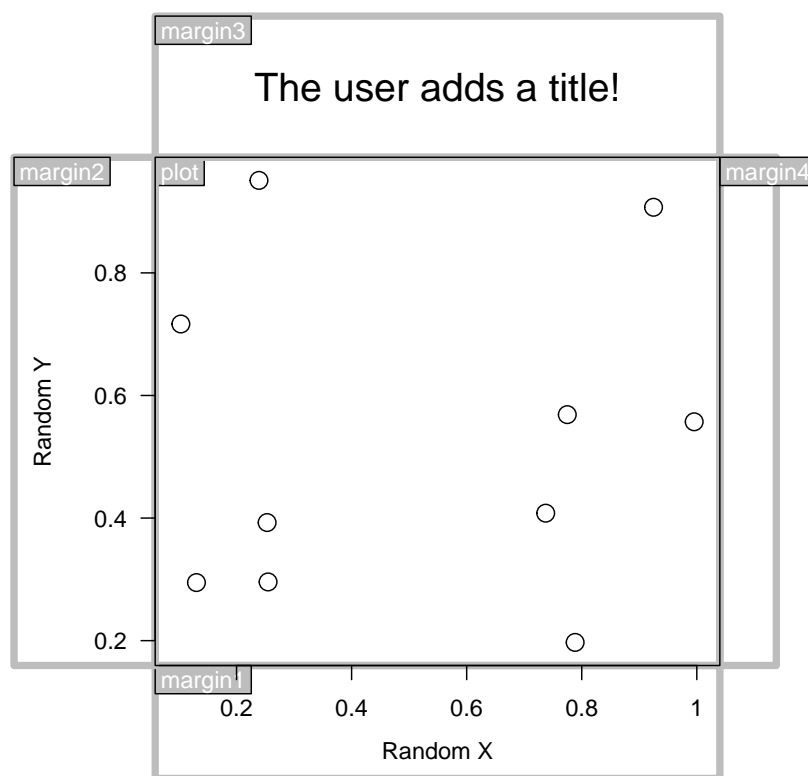 margin3
The user adds a title!
margin2
plot
margin4
0.8
0.6
0.4
0.2
Random Y
margin1
0.2 0.4 0.6 0.8 1
Random X